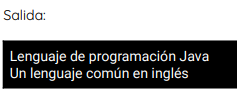 Salida:
Lenguaje de programación Java
Un lenguaje común en inglés